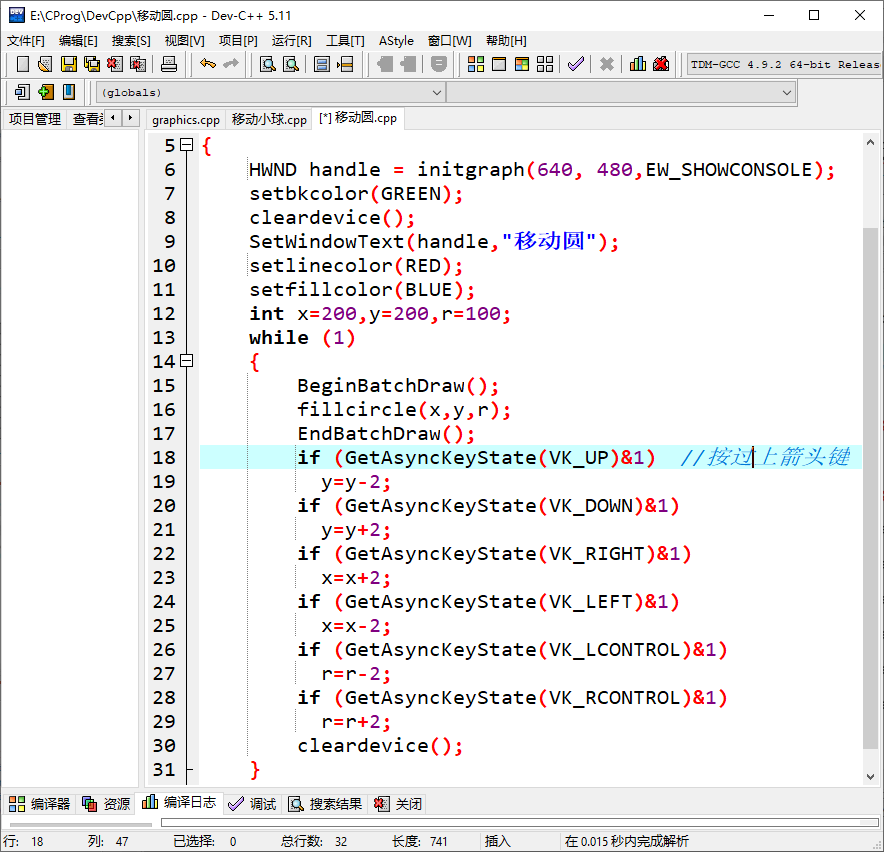 E:\CProg\DevCpp\移动圆.cpp - Dev-C++ 5.11
文件[F] 编辑[E] 搜索[S] 视图[V] 项目[P] 运行[R] 工具[T] AStyle 窗口[W] 帮助[H]
TDM-GCC 4.9.2 64-bit Releas
(globals)
项目管理 查看类 graphics.cpp 移动小球.cpp [*] 移动圆.cpp
5 {
6 HWND handle = initgraph(640, 480,EW_SHOWCONSOLE);
7 setbkcolor(GREEN);
8 cleardevice();
9 SetWindowText(handle,"移动圆");
10 setlinecolor(RED);
11 setfillcolor(BLUE);
12 int x=200,y=200,r=100;
13 while (1)
14 {
15 BeginBatchDraw();
16 fillcircle(x,y,r);
17 EndBatchDraw();
18 if (GetAsyncKeyState(VK_UP)&1) //按过上箭头键
19 y=y-2;
20 if (GetAsyncKeyState(VK_DOWN)&1)
21 y=y+2;
22 if (GetAsyncKeyState(VK_RIGHT)&1)
23 x=x+2;
24 if (GetAsyncKeyState(VK_LEFT)&1)
25 x=x-2;
26 if (GetAsyncKeyState(VK_LCONTROL)&1)
27 r=r-2;
28 if (GetAsyncKeyState(VK_RCONTROL)&1)
29 r=r+2;
30 cleardevice();
31 }
编译器 资源 编译日志 调试 搜索结果 关闭
行: 18 列: 47 已选择: 0 总行数: 32 长度: 741 插入 在 0.015 秒内完成解析